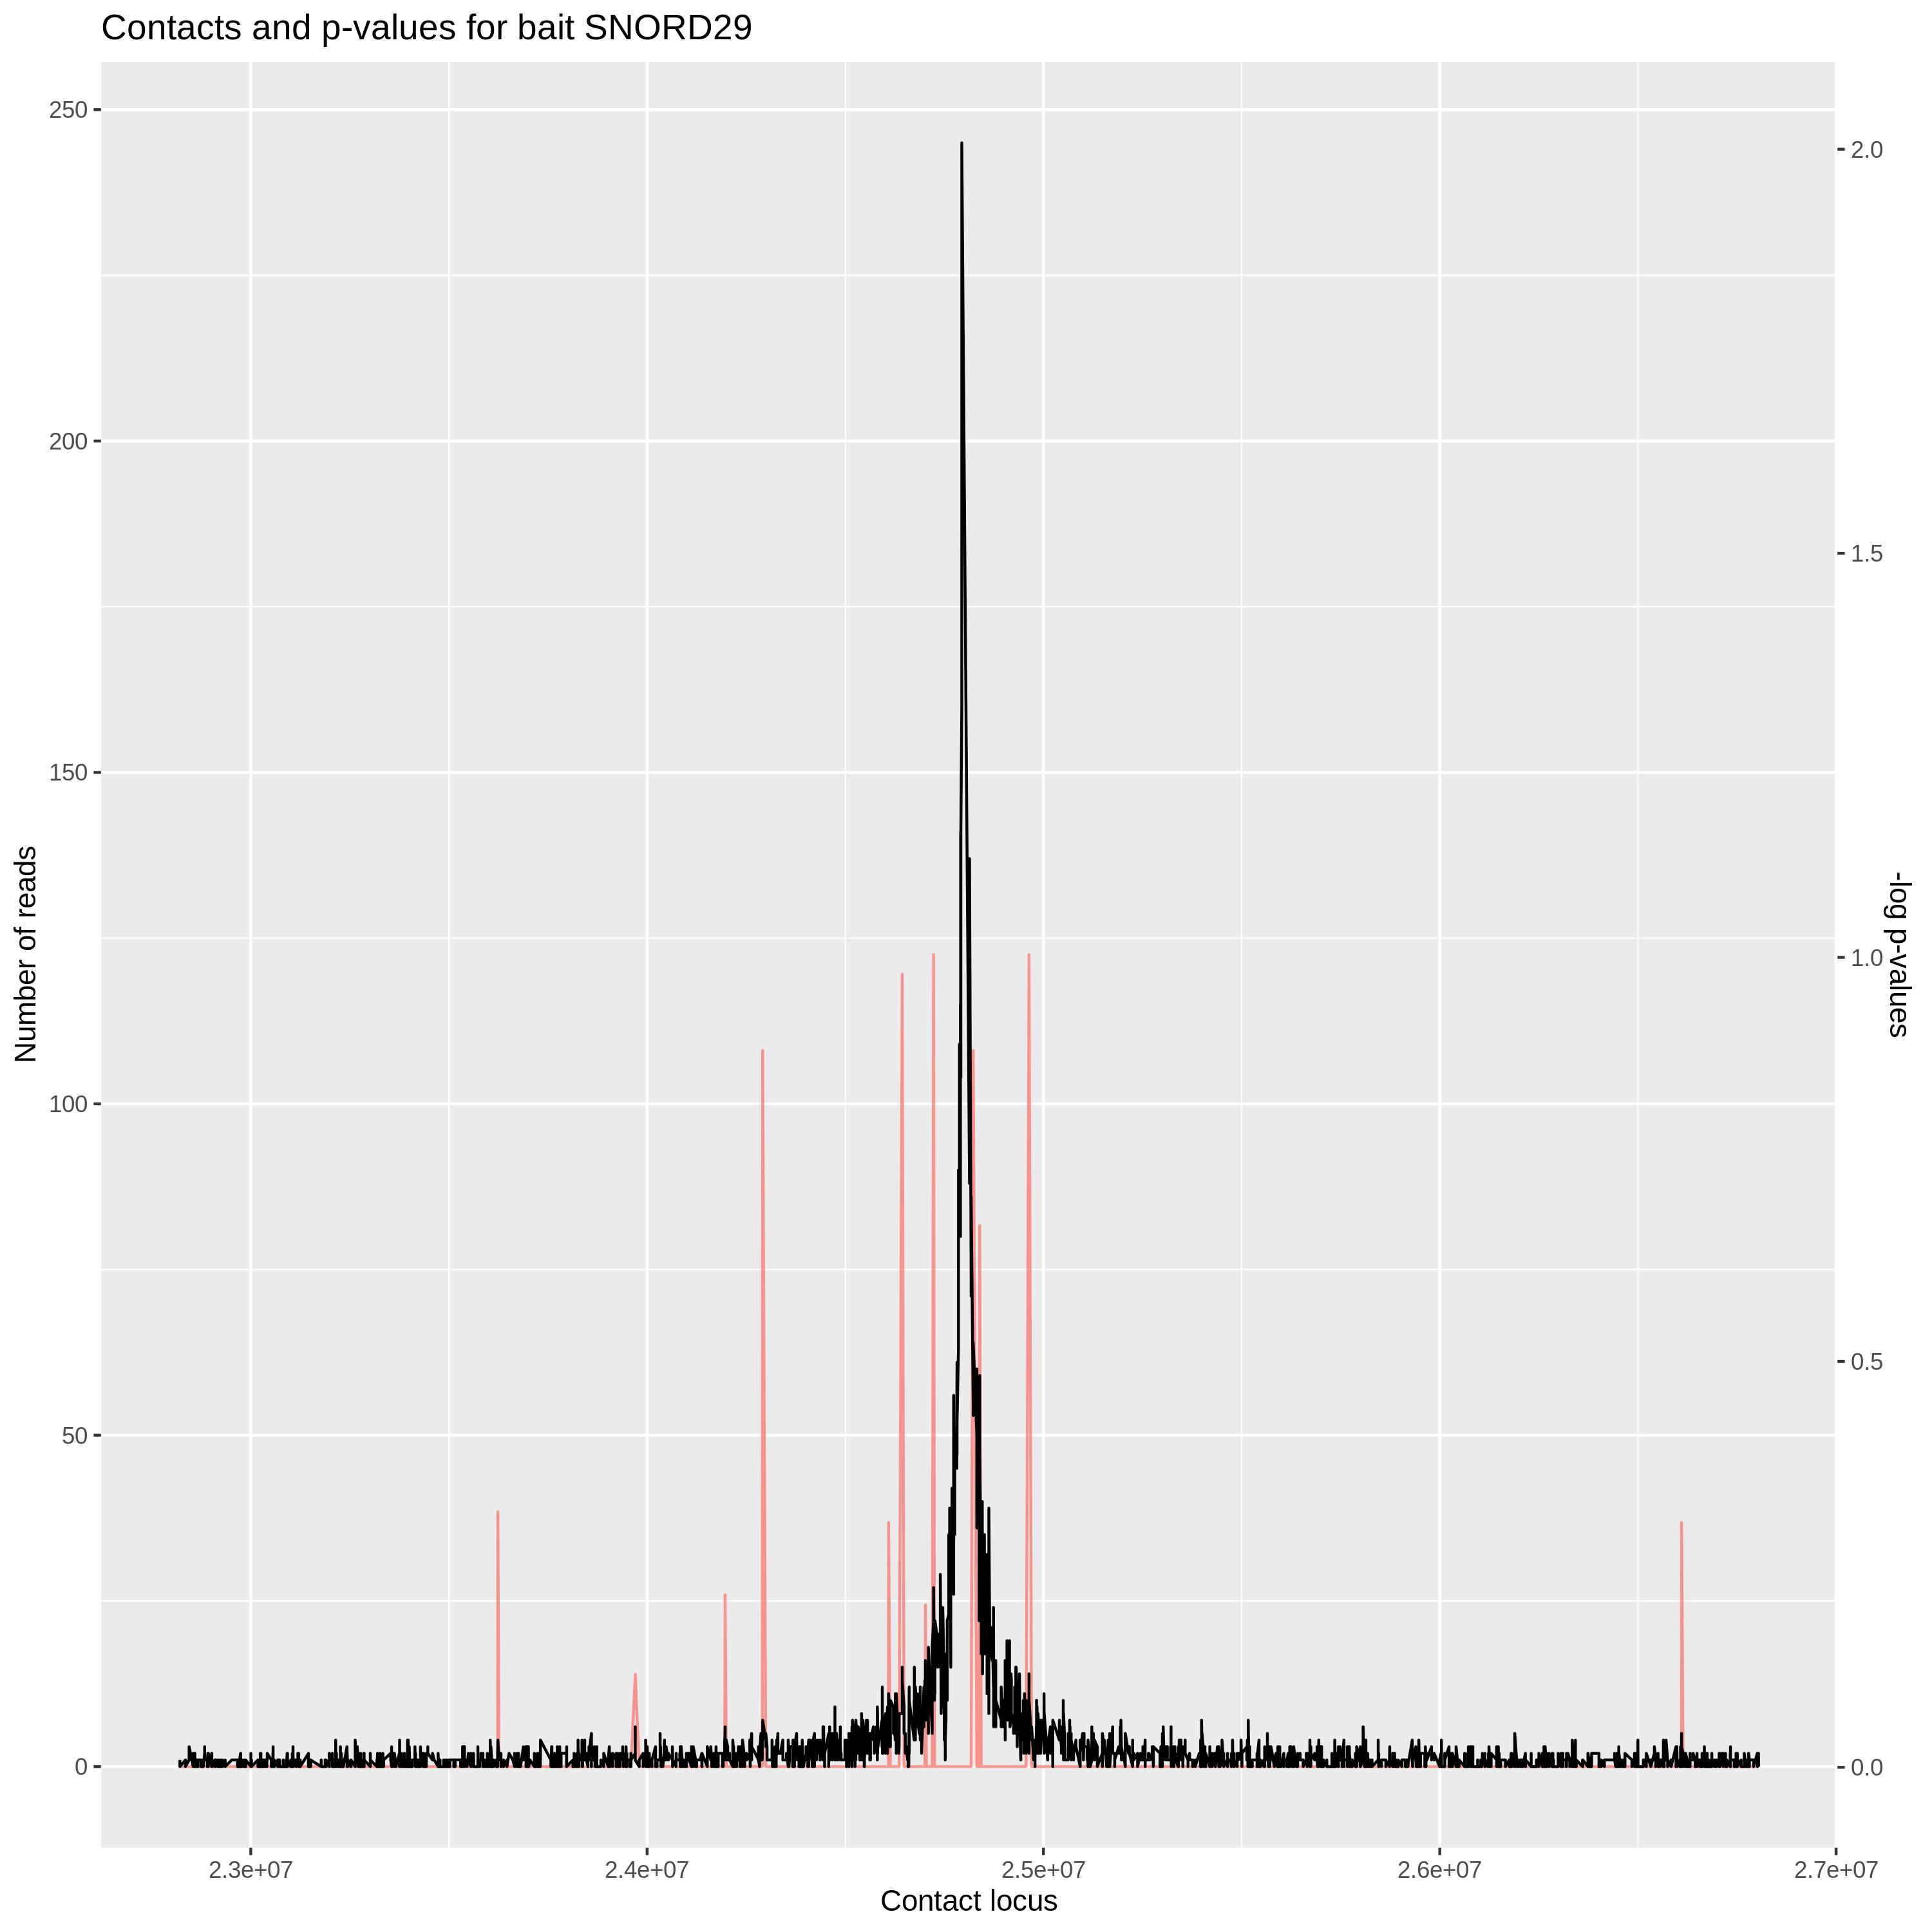 Contacts and p-values for bait SNORD29
250
200
150
100
50
0
Number of reads
2.0
1.5
1.0
0.5
0.0
-log p-values
2.3e+07
2.4e+07
2.5e+07
2.6e+07
2.7e+07
Contact locus